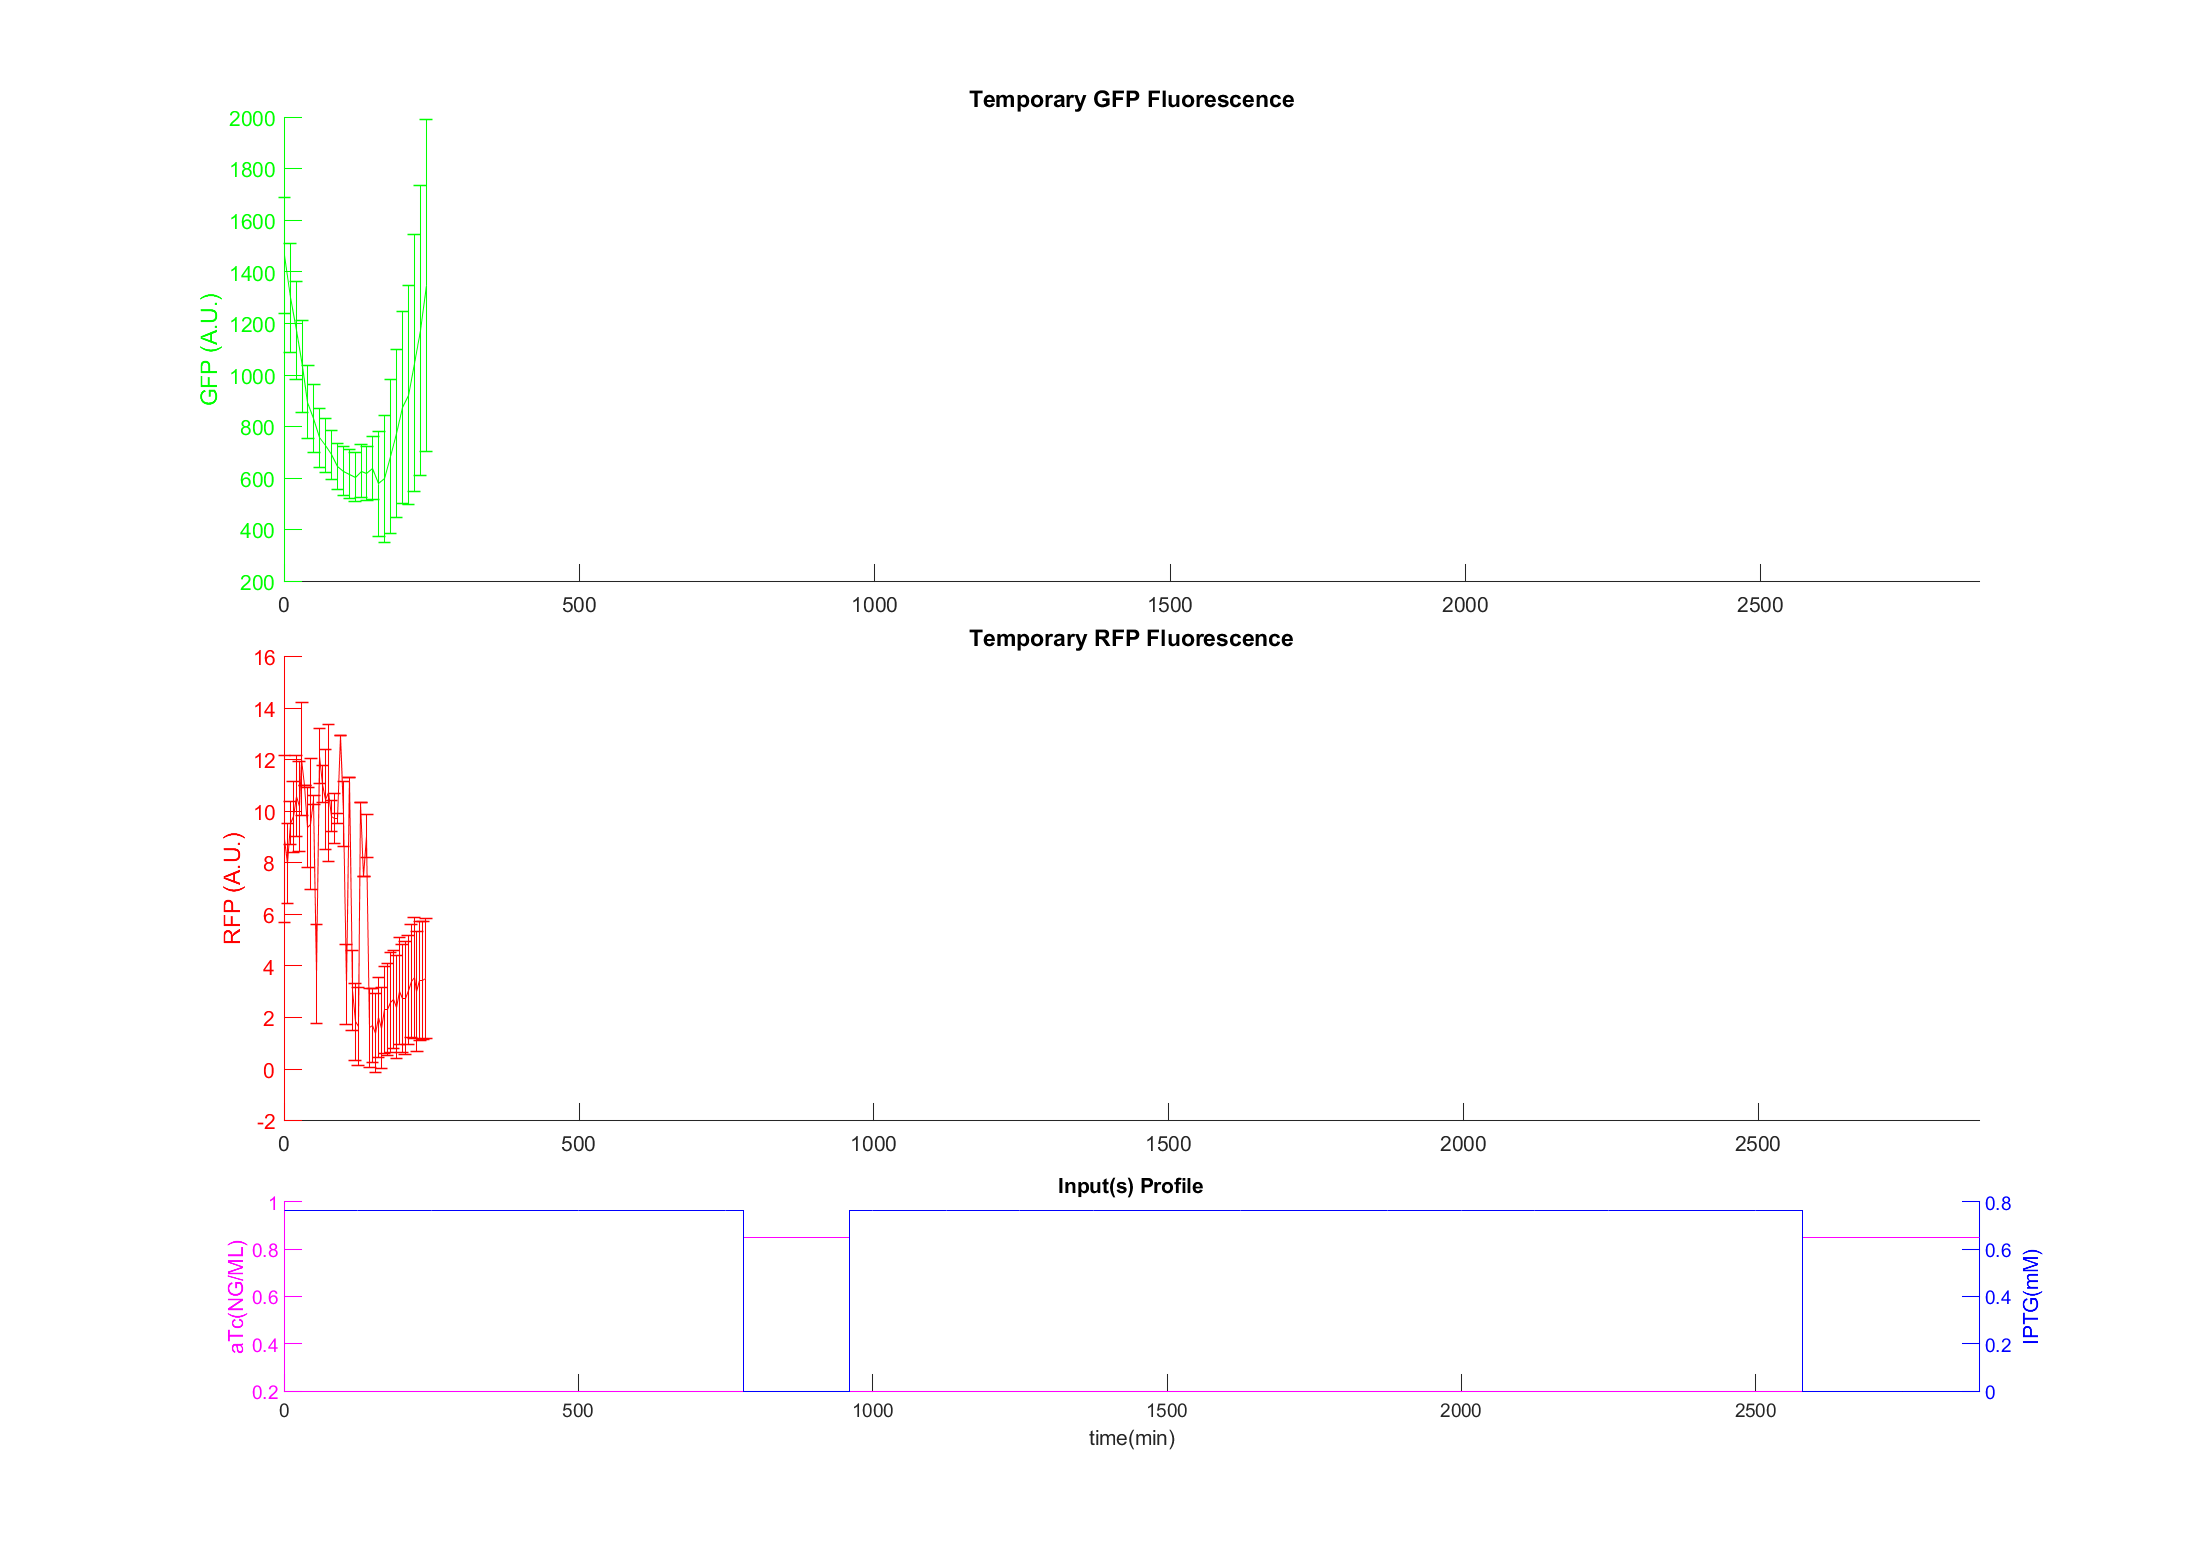 Temporary GFP Fluorescence
2000
1800
1600
1400
1200
1000
800
600
400
200
GFP (A.U.)
0 500 1000 1500 2000 2500
Temporary RFP Fluorescence
16
14
12
10
8
6
4
2
0
-2
RFP (A.U.)
0 500 1000 1500 2000 2500
Input(s) Profile
1
0.8
0.6
0.4
0.2
aTc(NG/ML)
0.8
0.6
0.4
0.2
0
IPTG(mM)
0 500 1000 1500 2000 2500
time(min)